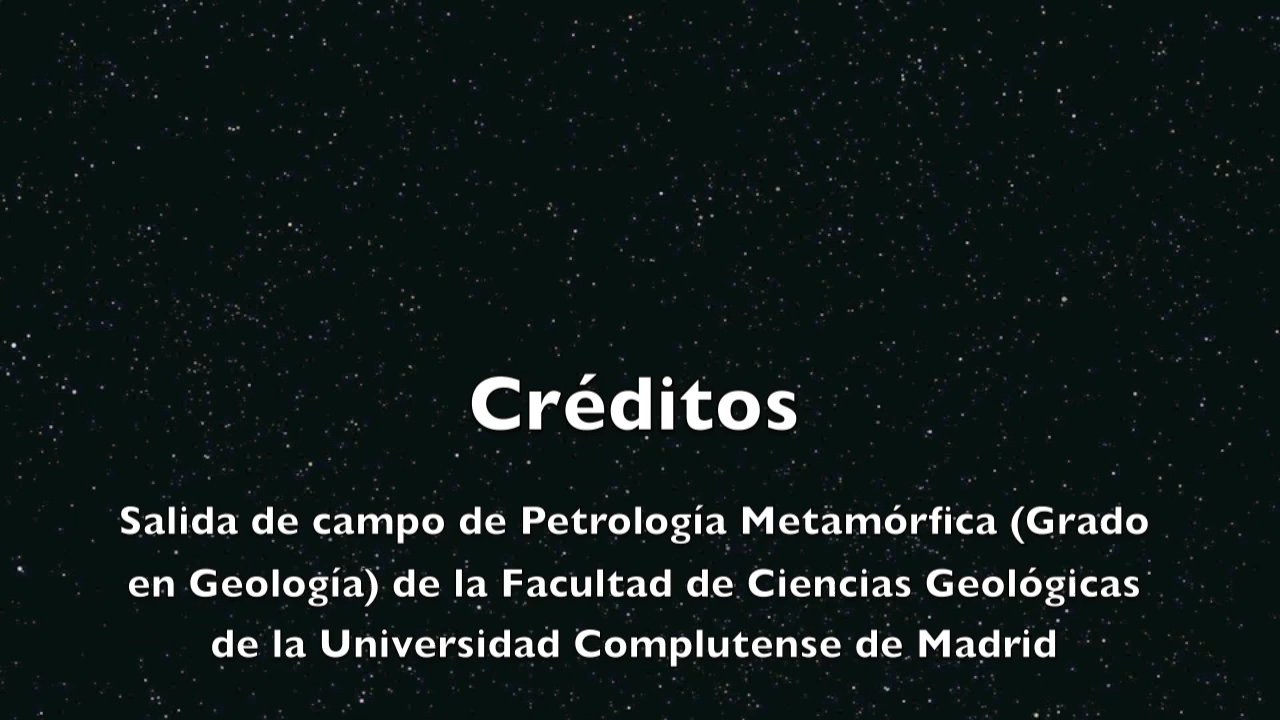 Créditos
Salida de campo de Petrología Metamórfica (Grado
en Geología) de la Facultad de Ciencias Geológicas
de la Universidad Complutense de Madrid